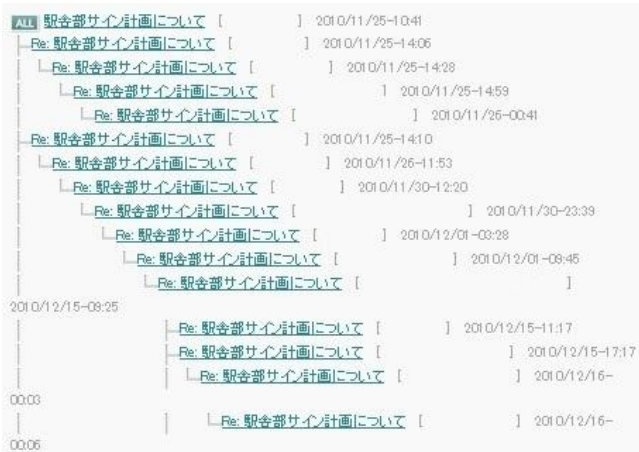 ALL 駅舎部サイン計画について [ ] 2010/11/25-10:41
Re: 駅舎部サイン計画について [ ] 2010/11/25-14:06
Re: 駅舎部サイン計画について [ ] 2010/11/25-14:28
Re: 駅舎部サイン計画について [ ] 2010/11/25-14:59
Re: 駅舎部サイン計画について [ ] 2010/11/26-00:41
Re: 駅舎部サイン計画について [ ] 2010/11/25-14:10
Re: 駅舎部サイン計画について [ ] 2010/11/26-11:53
Re: 駅舎部サイン計画について [ ] 2010/11/30-12:20
Re: 駅舎部サイン計画について [ ] 2010/11/30-23:39
Re: 駅舎部サイン計画について [ ] 2010/12/01-03:28
Re: 駅舎部サイン計画について [ ] 2010/12/01-09:45
Re: 駅舎部サイン計画について [ ]
2010/12/15-09:25
Re: 駅舎部サイン計画について [ ] 2010/12/15-11:17
Re: 駅舎部サイン計画について [ ] 2010/12/15-17:17
Re: 駅舎部サイン計画について [ ] 2010/12/16-
00:03
Re: 駅舎部サイン計画について [ ] 2010/12/16-
00:06